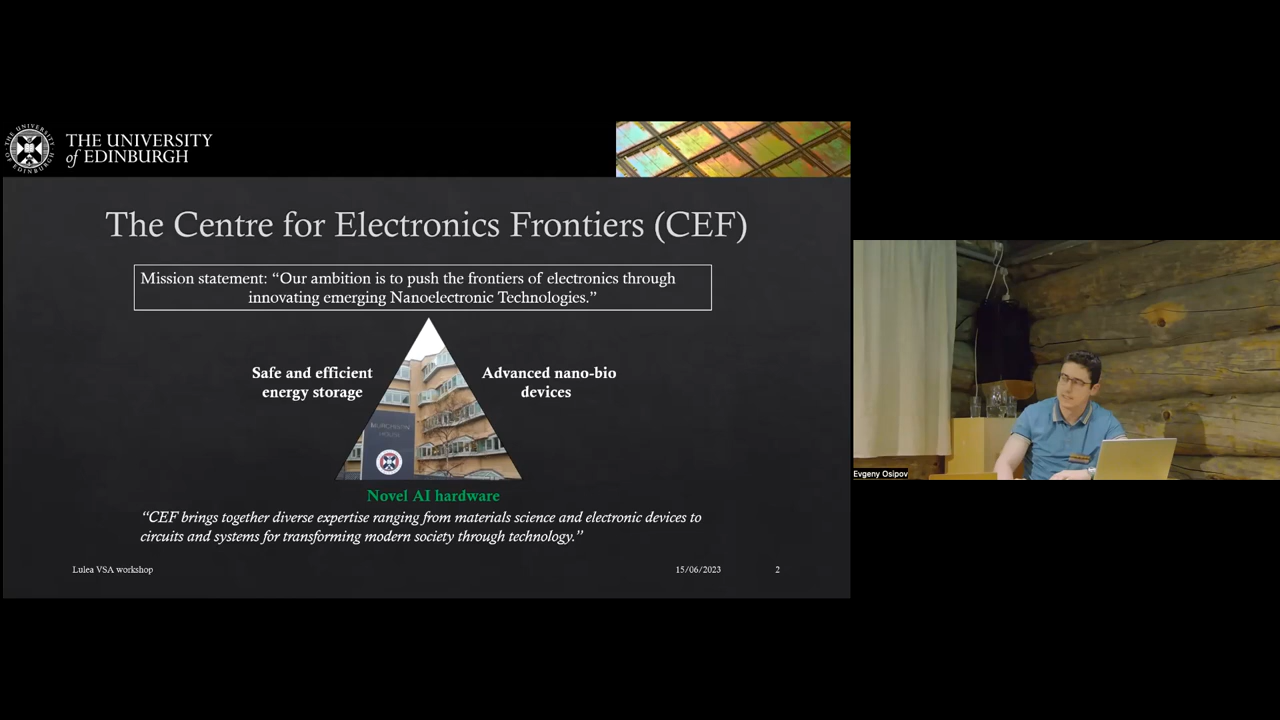 THE UNIVERSITY
of EDINBURGH
The Centre for Electronics Frontiers (CEF)
Mission statement: “Our ambition is to push the frontiers of electronics through
innovating emerging Nanoelectronic Technologies.”
Safe and efficient
energy storage
Advanced nano-bio
devices
MURCHISON
HOUSE
Novel AI hardware
“CEF brings together diverse expertise ranging from materials science and electronic devices to
circuits and systems for transforming modern society through technology.”
Lulea VSA workshop
15/06/2023
2
Evgeny Osipov